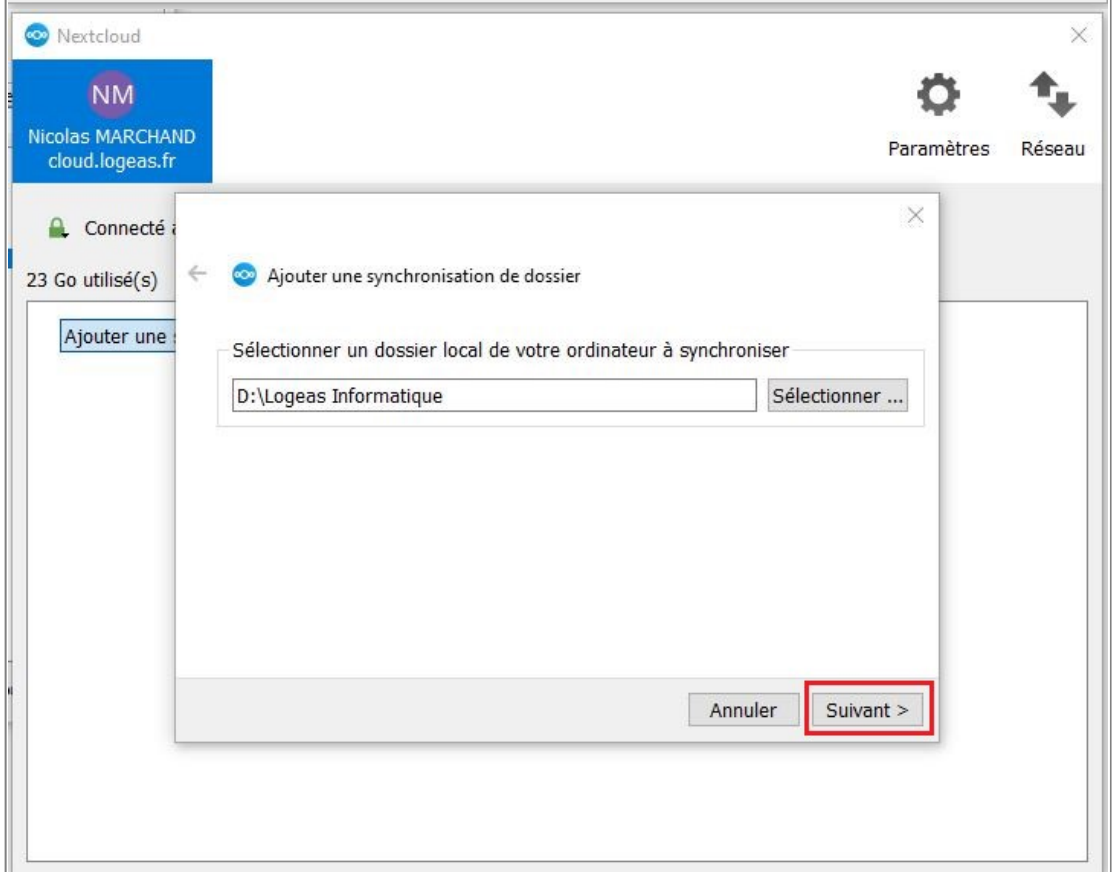 Nextcloud
NM
Nicolas MARCHAND
cloud.logeas.fr
Paramètres
Réseau
Connecté
23 Go utilisé(s)
Ajouter une synchronisation de dossier
Ajouter une
Sélectionner un dossier local de votre ordinateur à synchroniser
D:\Logeas Informatique
Sélectionner ...
Annuler
Suivant >